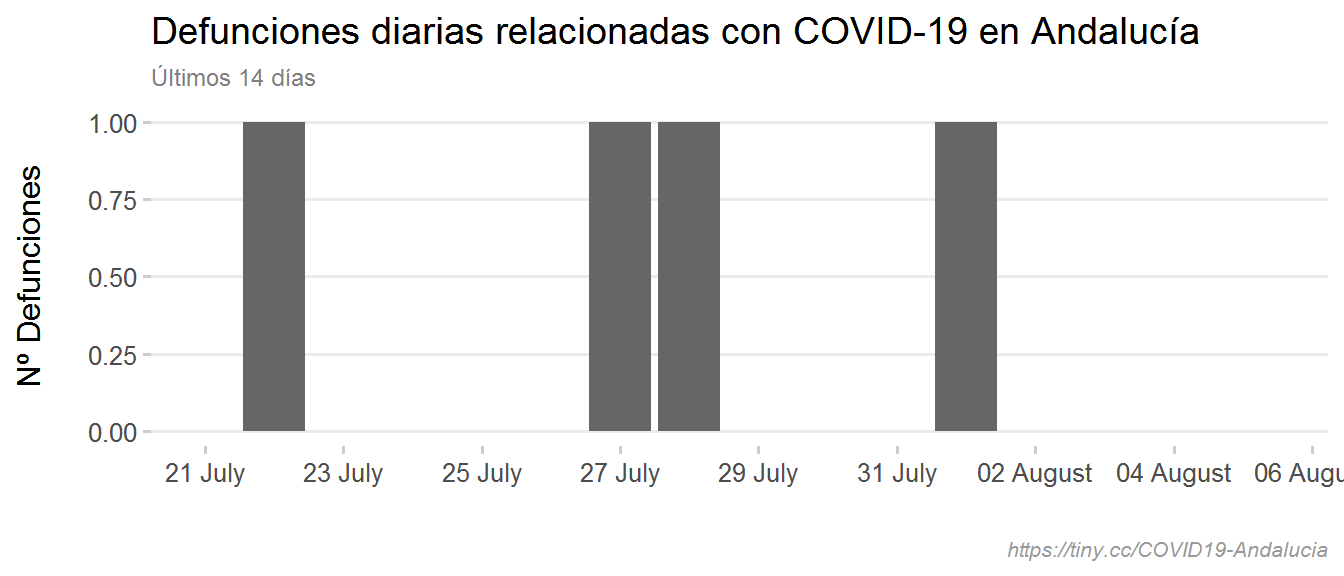 Defunciones diarias relacionadas con COVID-19 en Andalucía
Últimos 14 días
Nº Defunciones
1.00
0.75
0.50
0.25
0.00
21 July 23 July 25 July 27 July 29 July 31 July 02 August 04 August 06 Augu
https://tiny.cc/COVID19-Andalucia